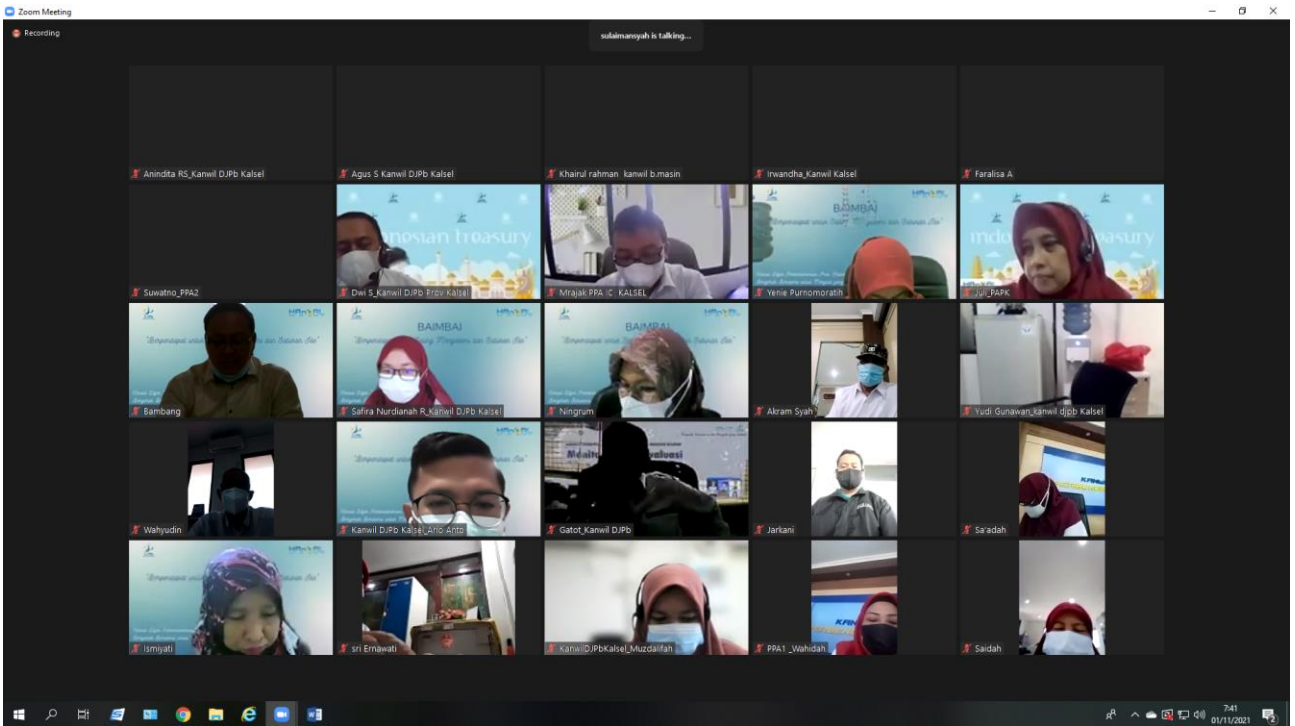 Zoom Meeting
Recording
sulaimansyah is talking...
Anindita RS_Kanwil DJPb Kalsel
Agus S Kanwil DJPb Kalsel
Khairul rahman kanwil b.masin
Irwandha_Kanwil Kalsel
Faralisa A
Suwatno_PPA2
Dwi S_Kanwil DJPb Prov Kalsel
Mrajak PPA IC KALSEL
BAIMBAI
Yenie Purnomoratih
Juli_PAPK
Bambang
BAIMBAI
Safira Nurdianah R_Kanwil DJPb Kalsel
BAIMBAI
Ningrum
Akram Syah
Yudi Gunawan_kanwil djpb Kalsel
Wahyudin
Kanwil DJPb Kalsel_Ario Anto
Gatot_Kanwil DJPb
Jarkani
Sa'adah
Ismiyati
sri Ernawati
KanwilDJPbKalsel_Muzdalifah
PPA1 _Wahidah
Saidah
7:41
01/11/2021
2